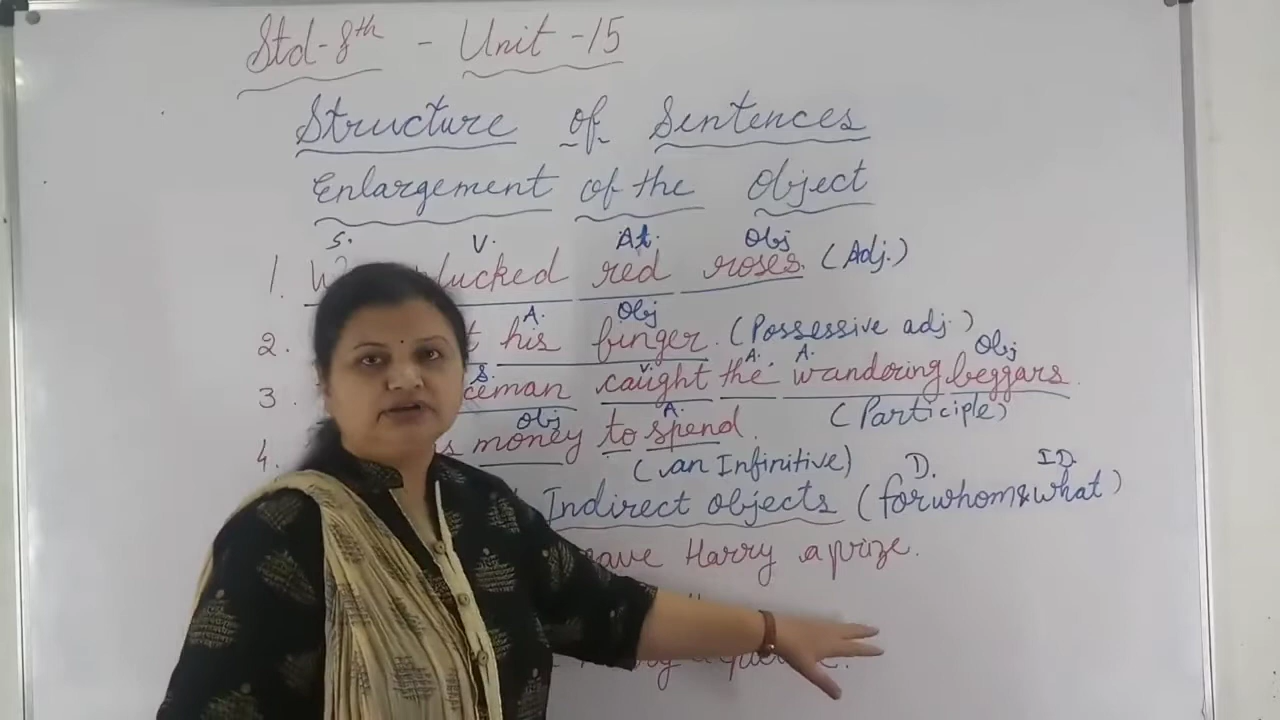 Std-8th - Unit-15
Structure of Sentences
Enlargement of the Object
S. V. At. Obj
1. plucked red roses. (Adj.)
A. Obj
2. his finger. (Possessive adj.)
S. V. A. A. Obj
3. caught the wandering beggars.
(Participle)
Obj A.
4. money to spend.
(an Infinitive)
D. ID
Indirect objects (for whom & what)
gave Harry a prize.